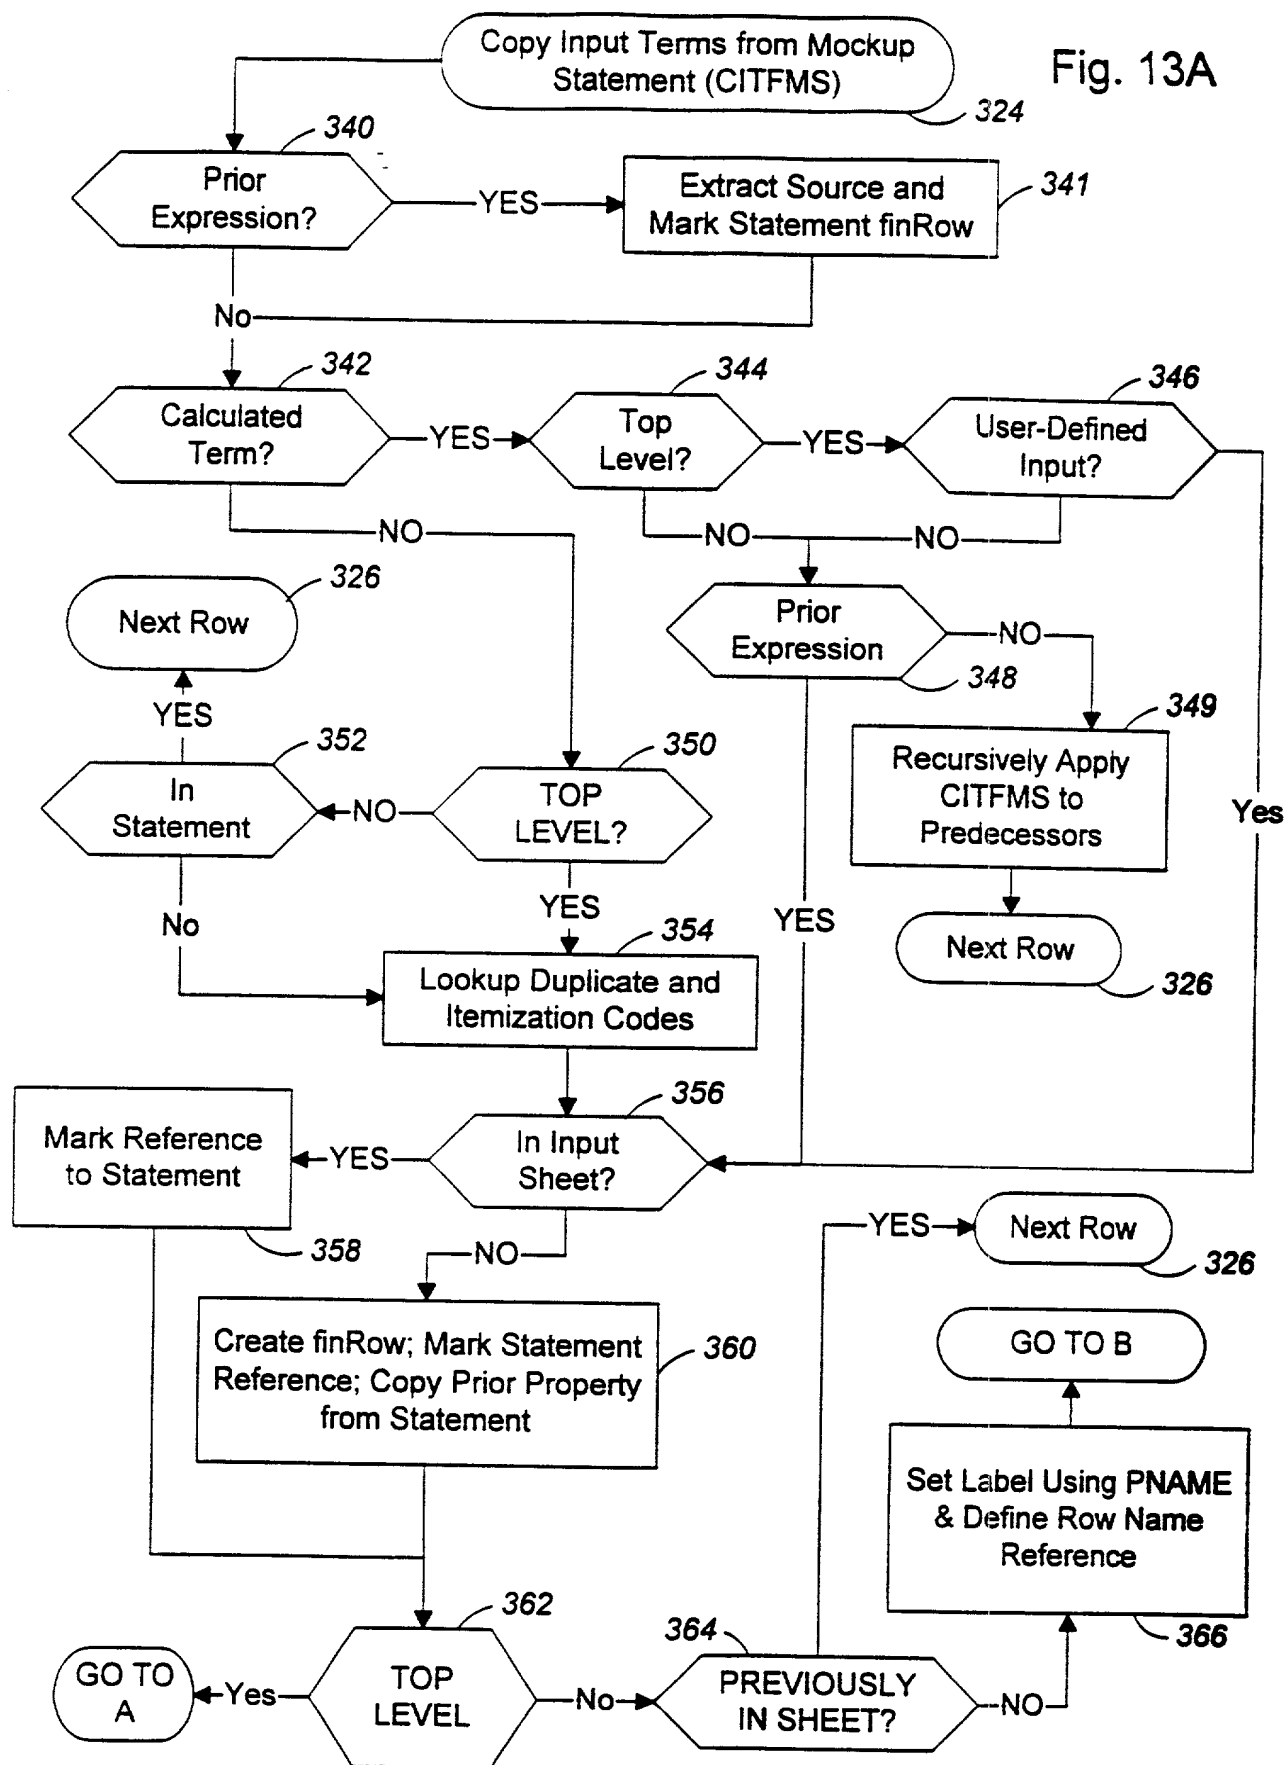 Copy Input Terms from Mockup
Statement (CITFMS)
Fig. 13A
324
340
Prior
Expression?
YES
Extract Source and
Mark Statement finRow
341
No
342
Calculated
Term?
YES
344
Top
Level?
YES
346
User-Defined
Input?
NO
NO
NO
326
Next Row
Prior
Expression
NO
348
YES
349
Recursively Apply
CITFMS to
Predecessors
352
In
Statement
NO
350
TOP
LEVEL?
Yes
No
YES
YES
Next Row
326
354
Lookup Duplicate and
Itemization Codes
356
Mark Reference
to Statement
YES
In Input
Sheet?
358
NO
YES
Next Row
326
Create finRow; Mark Statement
Reference; Copy Prior Property
from Statement
360
GO TO B
Set Label Using PNAME
& Define Row Name
Reference
366
362
364
GO TO
A
Yes
TOP
LEVEL
No
PREVIOUSLY
IN SHEET?
NO